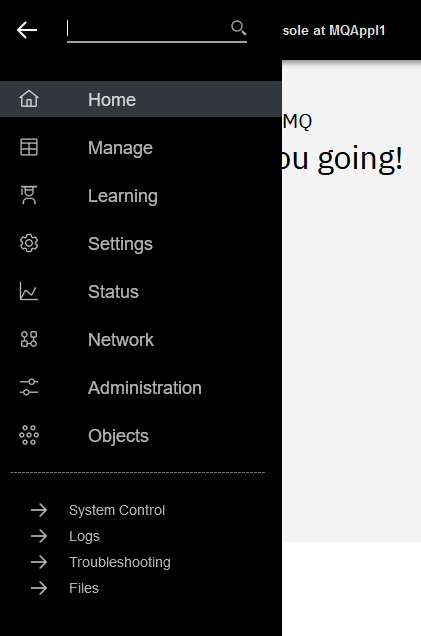 sole at MQAppl1
MQ
ou going!
Home
Manage
Learning
Settings
Status
Network
Administration
Objects
System Control
Logs
Troubleshooting
Files